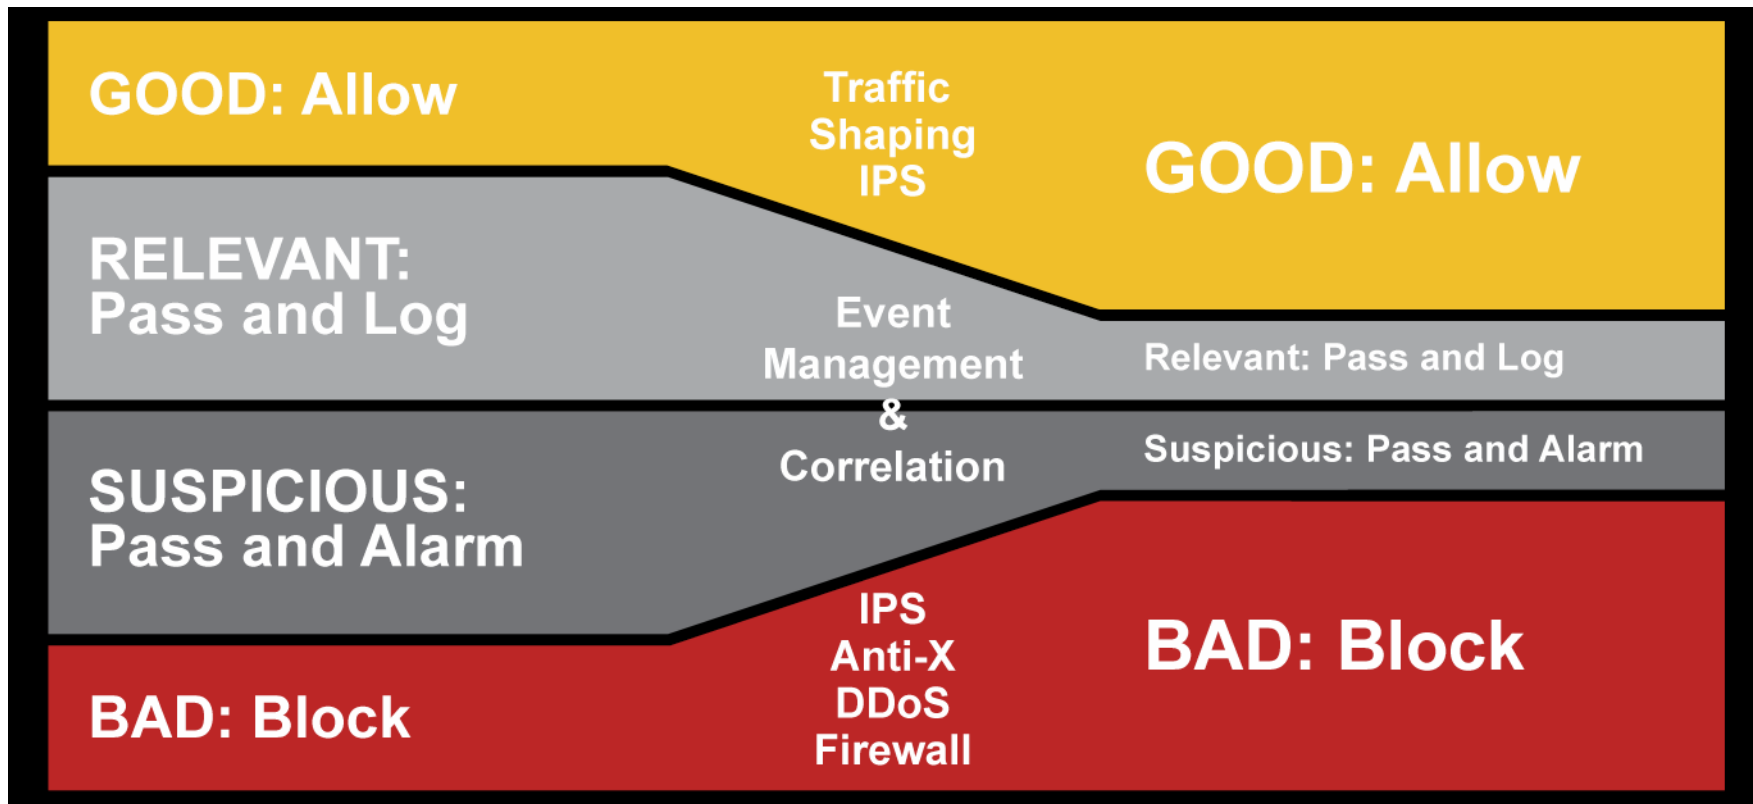 GOOD: Allow
RELEVANT:
Pass and Log
SUSPICIOUS:
Pass and Alarm
BAD: Block
Traffic
Shaping
IPS
Event
Management
&
Correlation
IPS
Anti-X
DDoS
Firewall
GOOD: Allow
Relevant: Pass and Log
Suspicious: Pass and Alarm
BAD: Block